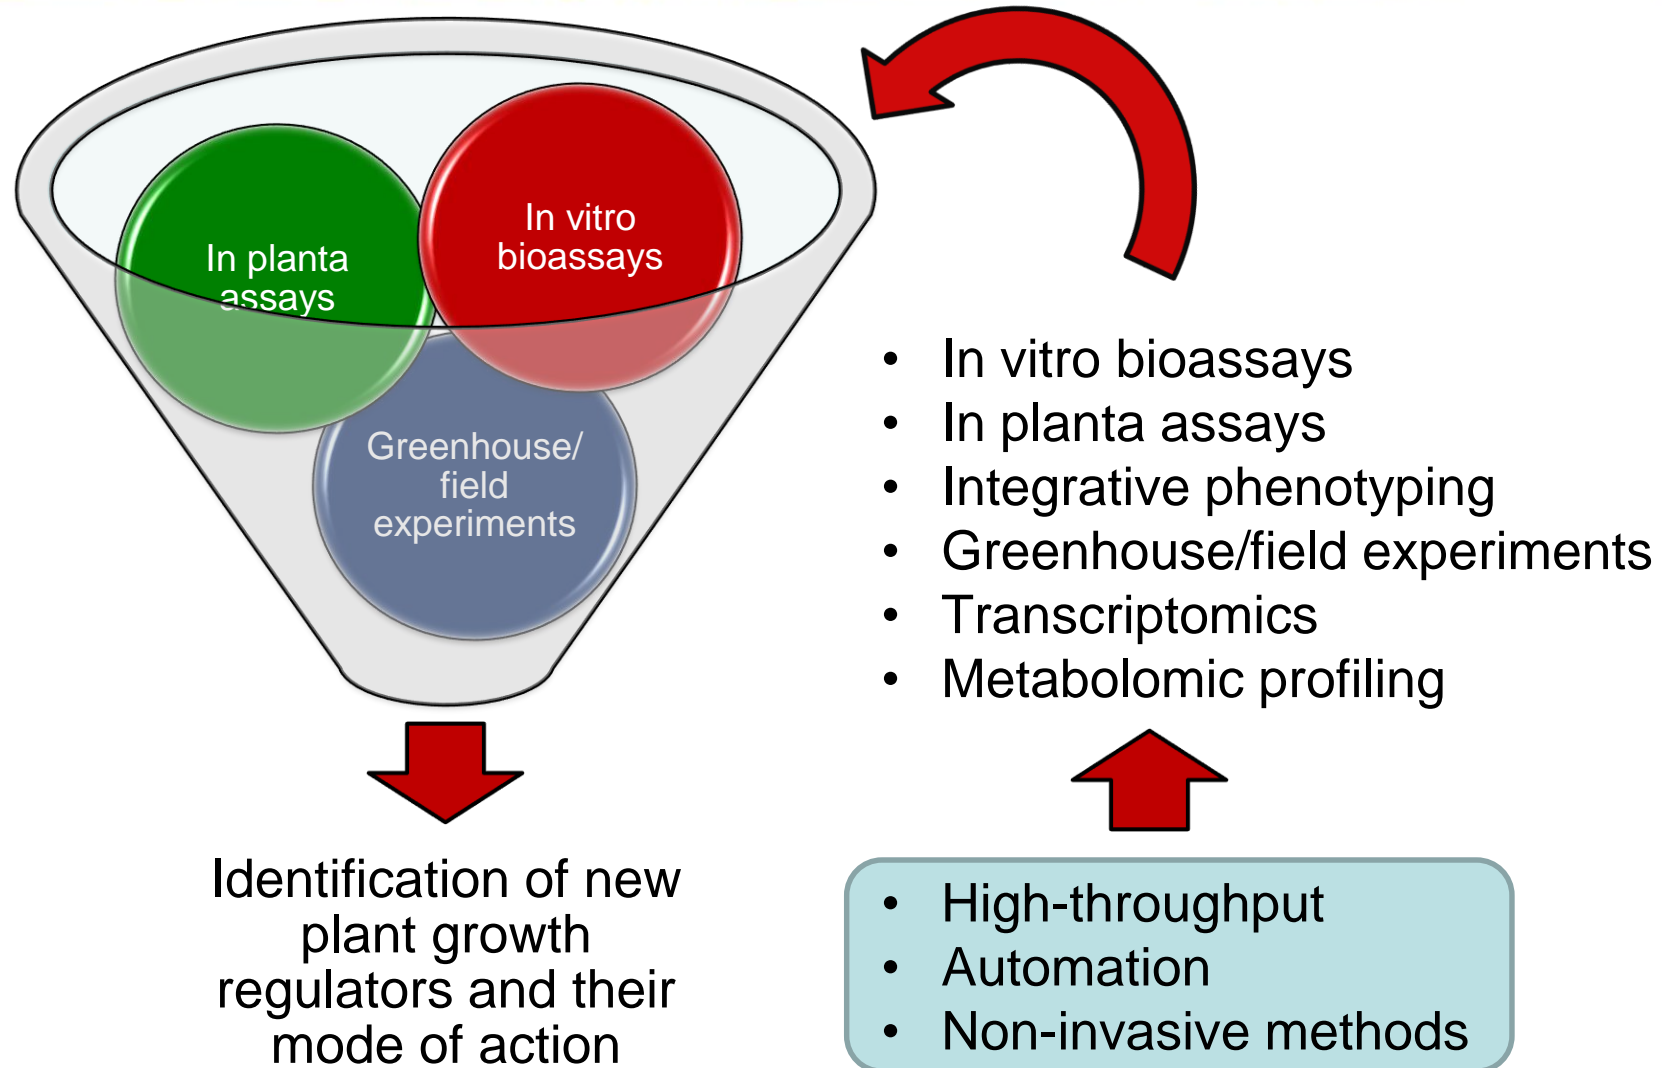 In planta
assays
In vitro
bioassays
Greenhouse/
field
experiments
Identification of new
plant growth
regulators and their
mode of action
• In vitro bioassays
• In planta assays
• Integrative phenotyping
• Greenhouse/field experiments
• Transcriptomics
• Metabolomic profiling
• High-throughput
• Automation
• Non-invasive methods